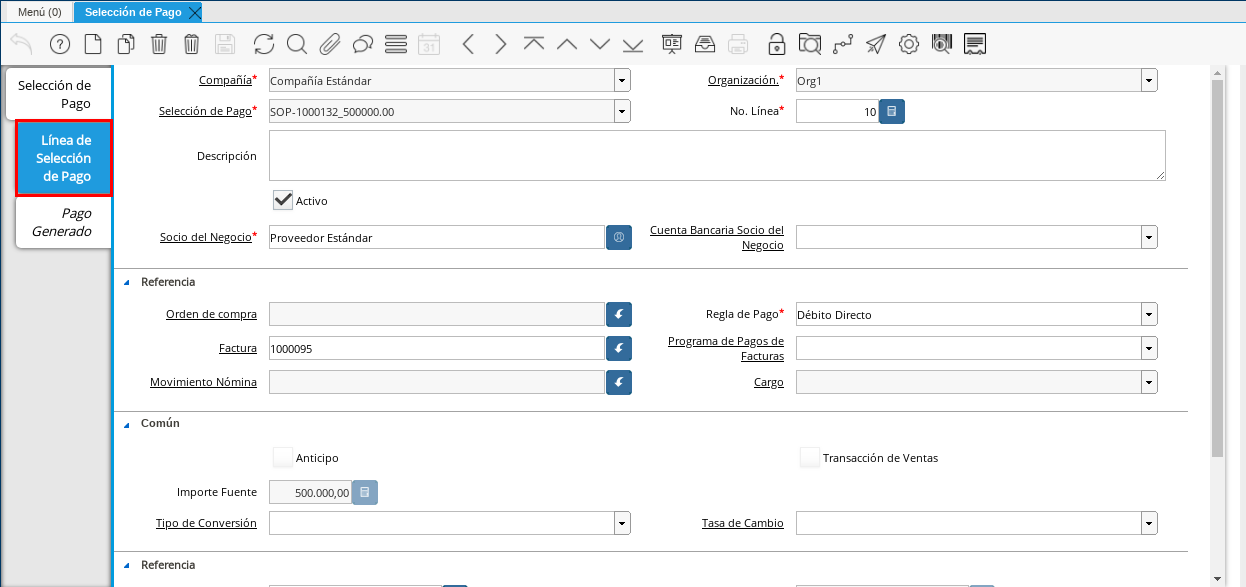 Menú (0)
Selección de Pago
31
Selección de
Pago
Línea de
Selección
de Pago
Pago
Generado
Compañía*
Compañía Estándar
Organización.*
Org1
Selección de Pago*
SOP-1000132_500000.00
No. Línea*
10
Descripción
Activo
Socio del Negocio*
Proveedor Estándar
Cuenta Bancaria Socio del
Negocio
Referencia
Orden de compra
Regla de Pago*
Débito Directo
Factura
1000095
Programa de Pagos de
Facturas
Movimiento Nómina
Cargo
Común
Anticipo
Transacción de Ventas
Importe Fuente
500.000,00
Tipo de Conversión
Tasa de Cambio
Referencia